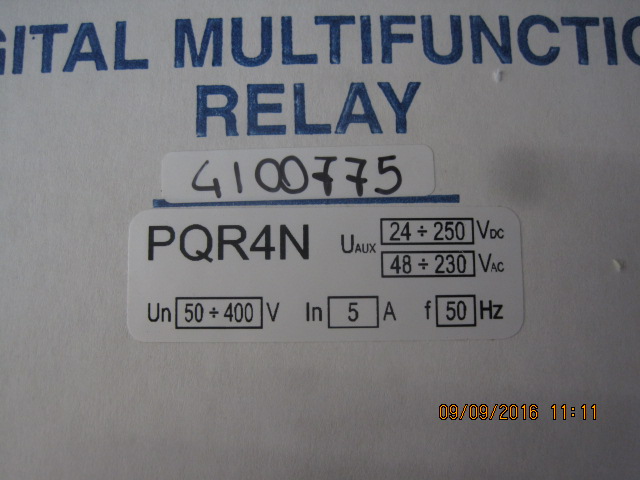 GITAL MULTIFUNCTIO
RELAY
4100775
PQR4N UAUX 24 ÷ 250 VDC
48 ÷ 230 VAC
Un 50 ÷ 400 V In 5 A f 50 Hz
09/09/2016 11:11